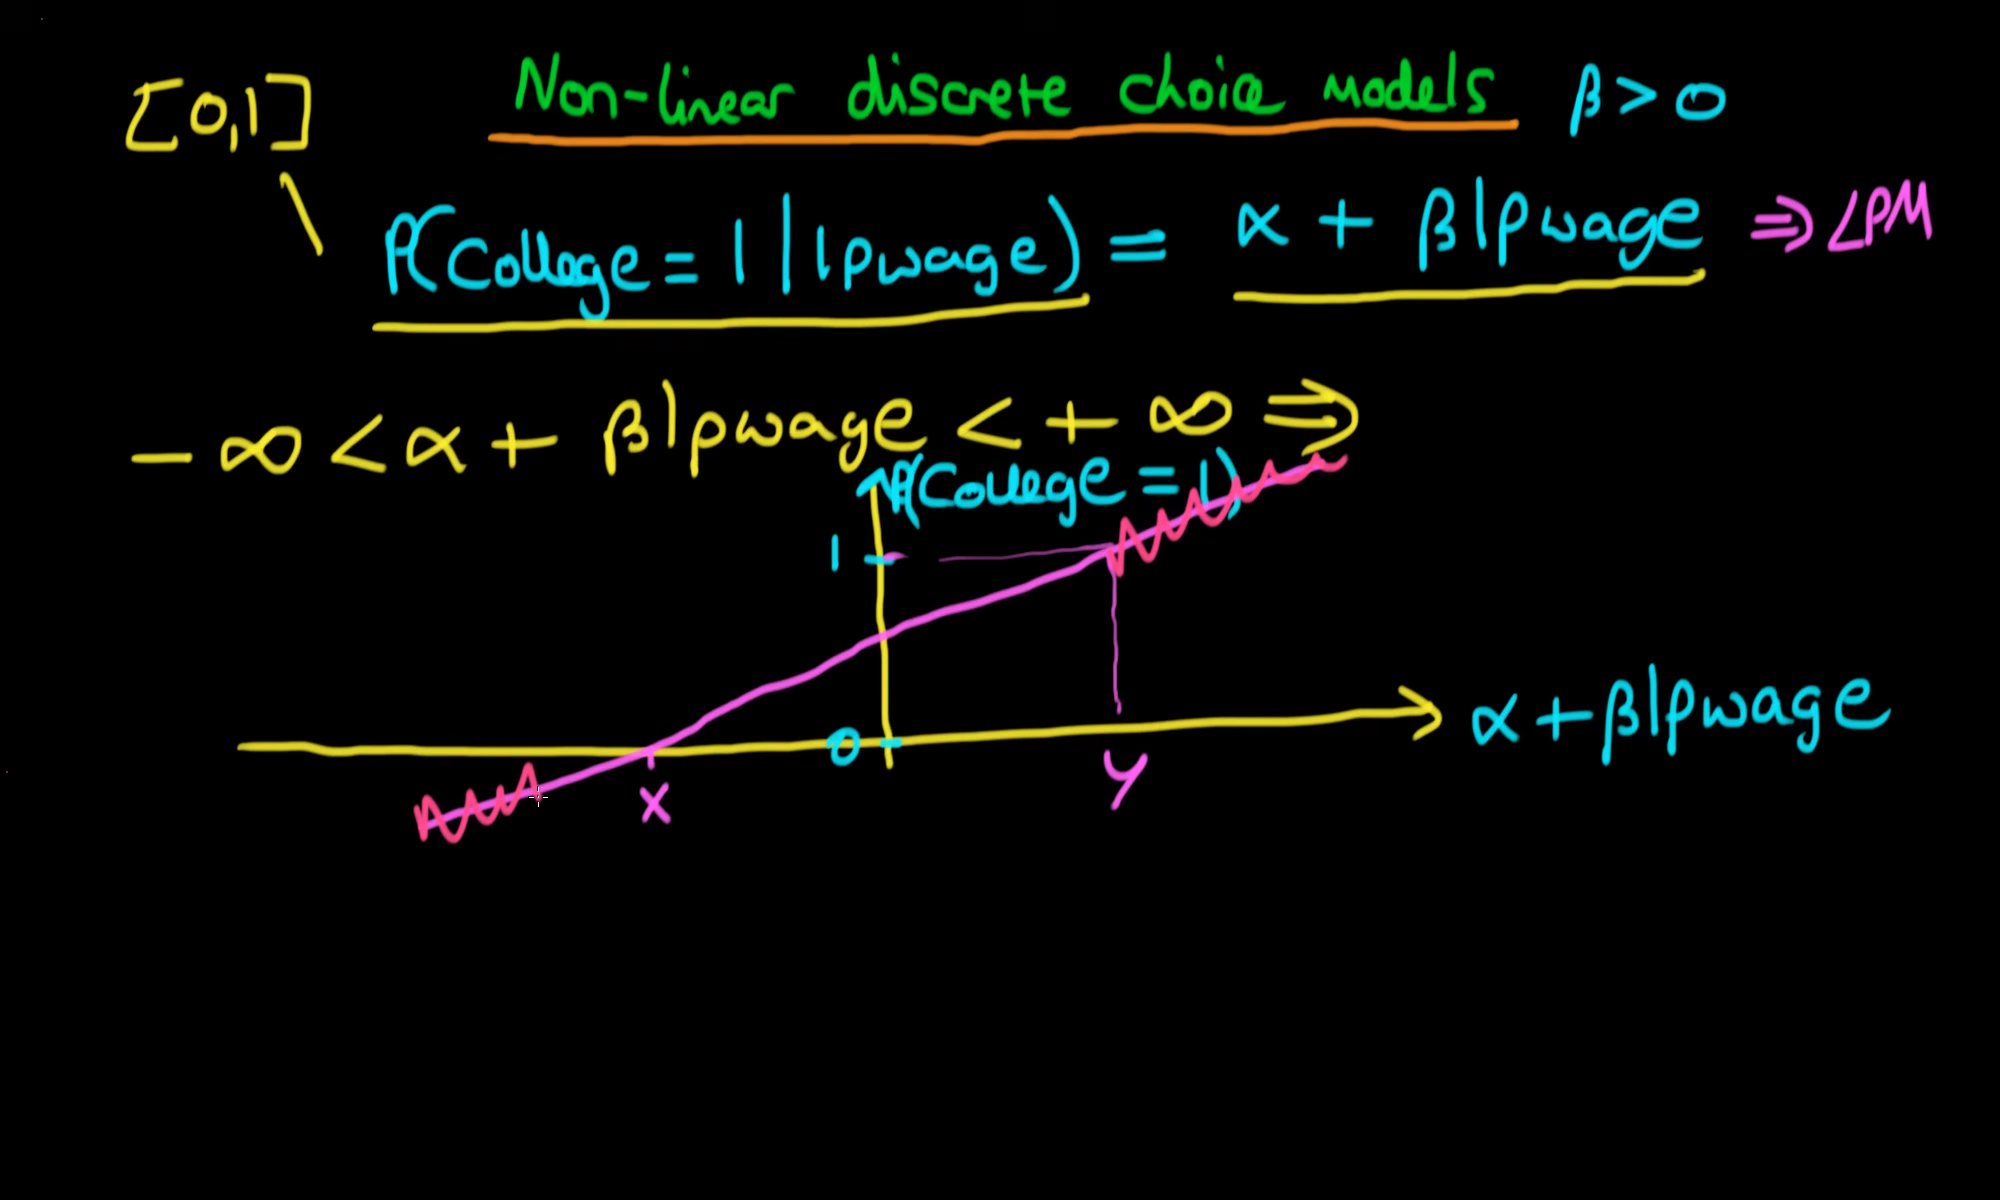 [0,1] Non-linear discrete choice models β > 0
P(College = 1 | lpwage) = α + βlpwage ⇒ LPM
- ∞ < α + βlpwage < + ∞ ⇒
P(College = 1)
1
0 α + βlpwage
x y